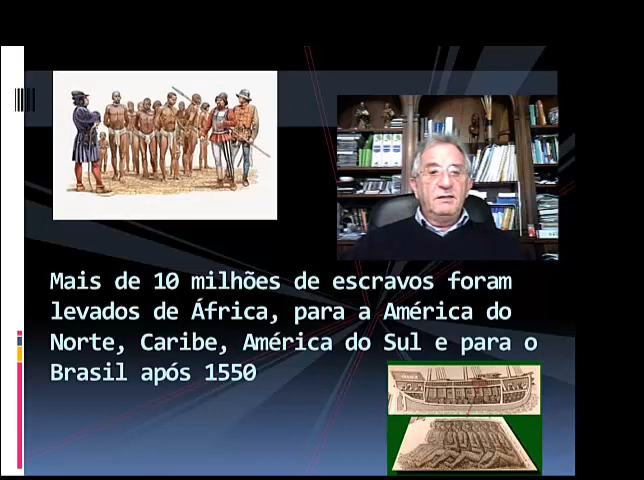 Mais de 10 milhões de escravos foram
levados de África, para a América do
Norte, Caribe, América do Sul e para o
Brasil após 1550